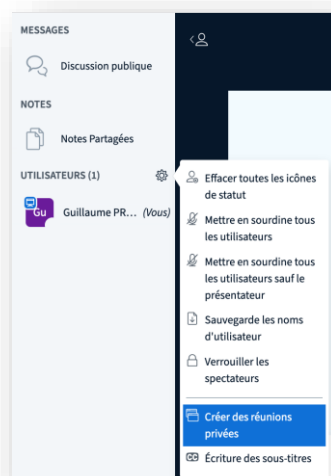 MESSAGES
Discussion publique
NOTES
Notes Partagées
UTILISATEURS (1)
Gu
Guillaume PR... (Vous)
Effacer toutes les icônes
de statut
Mettre en sourdine tous
les utilisateurs
Mettre en sourdine tous
les utilisateurs sauf le
présentateur
Sauvegarde les noms
d'utilisateur
Verrouiller les
spectateurs
Créer des réunions
privées
Écriture des sous-titres